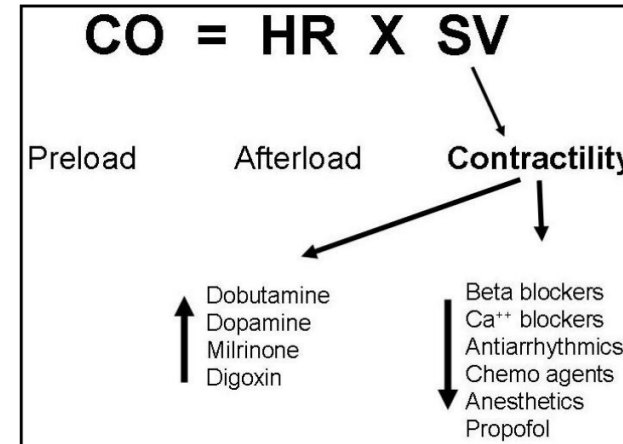 CO = HR X SV
Preload Afterload Contractility
Dobutamine
Dopamine
Milrinone
Digoxin
Beta blockers
Ca⁺⁺ blockers
Antiarrhythmics
Chemo agents
Anesthetics
Propofol